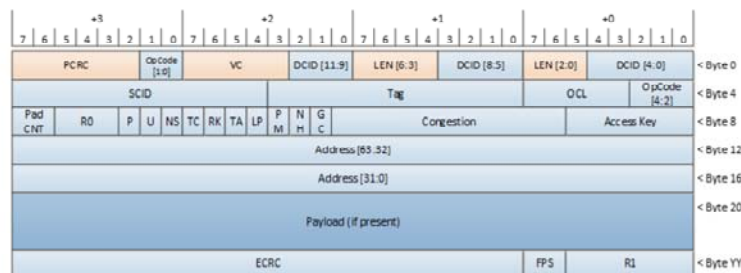 +3 +2 +1 +0
7 6 5 4 3 2 1 0 7 6 5 4 3 2 1 0 7 6 5 4 3 2 1 0 7 6 5 4 3 2 1 0
PCRC OpCode [1:0] VC DCID [11:9] LEN [6:3] DCID [8:5] LEN [2:0] DCID [4:0] < Byte 0
SCID Tag OCL OpCode [4:2] < Byte 4
Pad CNT R0 P U NS TC RK TA LP PM NH GC Congestion Access Key < Byte 8
Address [63:32] < Byte 12
Address [31:0] < Byte 16
< Byte 20
Payload (if present)
ECRC FPS R1 < Byte YY